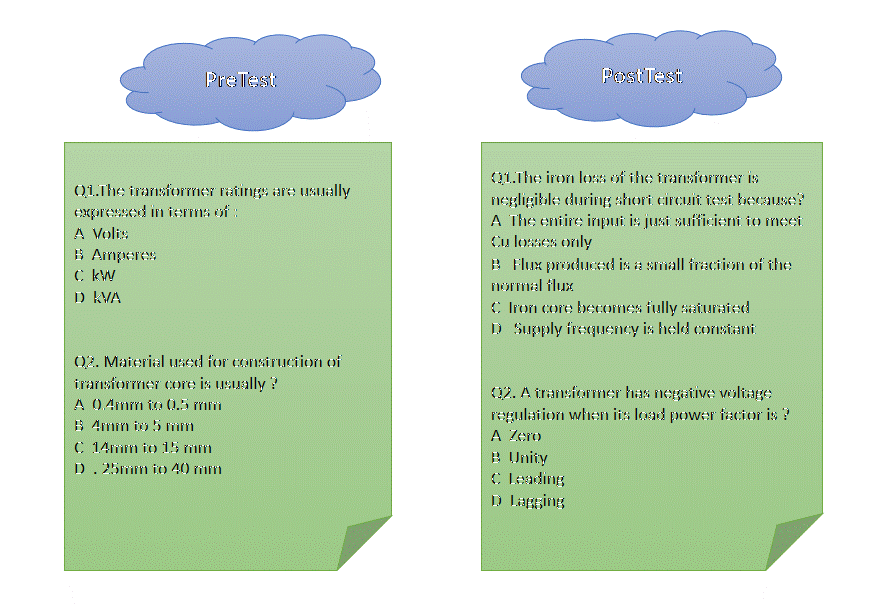 PreTest
Q1.The transformer ratings are usually
expressed in terms of :
A Volts
B Amperes
C kW
D kVA
Q2. Material used for construction of
transformer core is usually ?
A 0.4mm to 0.5 mm
B 4mm to 5 mm
C 14mm to 15 mm
D . 25mm to 40 mm
PostTest
Q1.The iron loss of the transformer is
negligible during short circuit test because?
A The entire input is just sufficient to meet
Cu losses only
B Flux produced is a small fraction of the
normal flux
C Iron core becomes fully saturated
D Supply frequency is held constant
Q2. A transformer has negative voltage
regulation when its load power factor is ?
A Zero
B Unity
C Leading
D Lagging